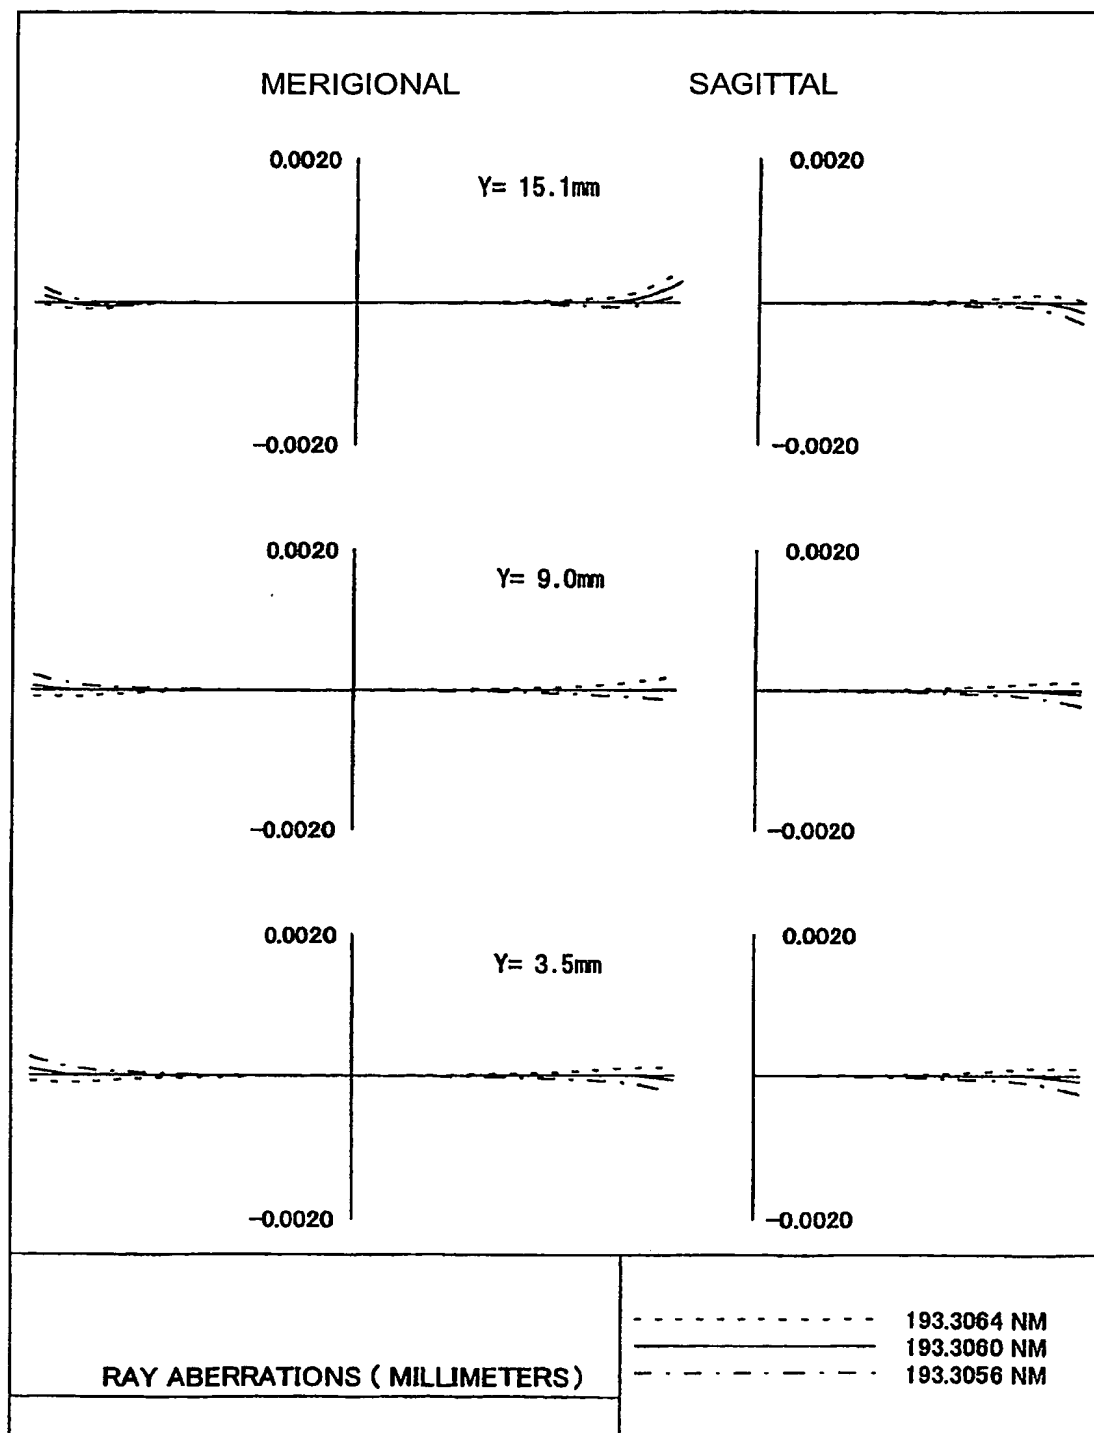 MERIGIONAL SAGITTAL
0.0020 0.0020
Y= 15.1mm
-0.0020 -0.0020
0.0020 0.0020
Y= 9.0mm
-0.0020 -0.0020
0.0020 0.0020
Y= 3.5mm
-0.0020 -0.0020
193.3064 NM
193.3060 NM
RAY ABERRATIONS ( MILLIMETERS ) 193.3056 NM